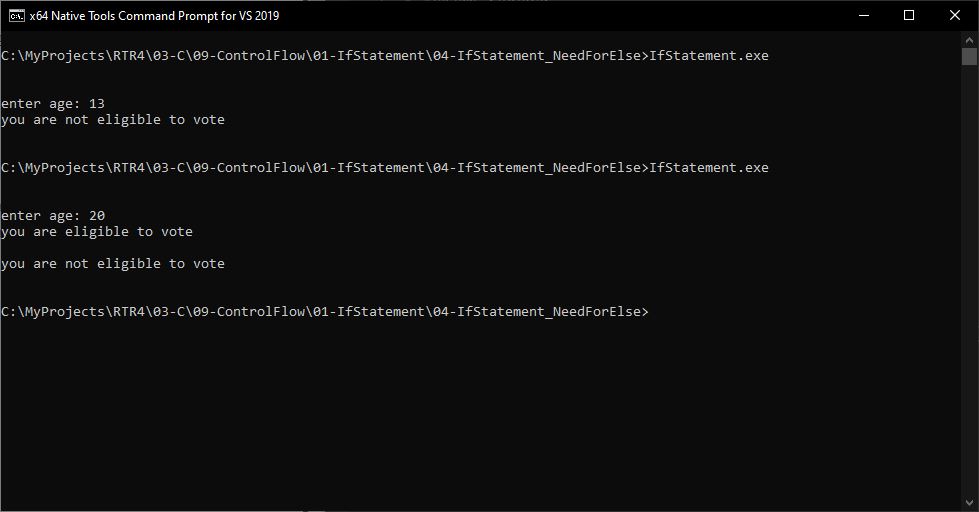 x64 Native Tools Command Prompt for VS 2019
C:\MyProjects\RTR4\03-C\09-ControlFlow\01-IfStatement\04-IfStatement_NeedForElse>IfStatement.exe
enter age: 13
you are not eligible to vote
C:\MyProjects\RTR4\03-C\09-ControlFlow\01-IfStatement\04-IfStatement_NeedForElse>IfStatement.exe
enter age: 20
you are eligible to vote
you are not eligible to vote
C:\MyProjects\RTR4\03-C\09-ControlFlow\01-IfStatement\04-IfStatement_NeedForElse>